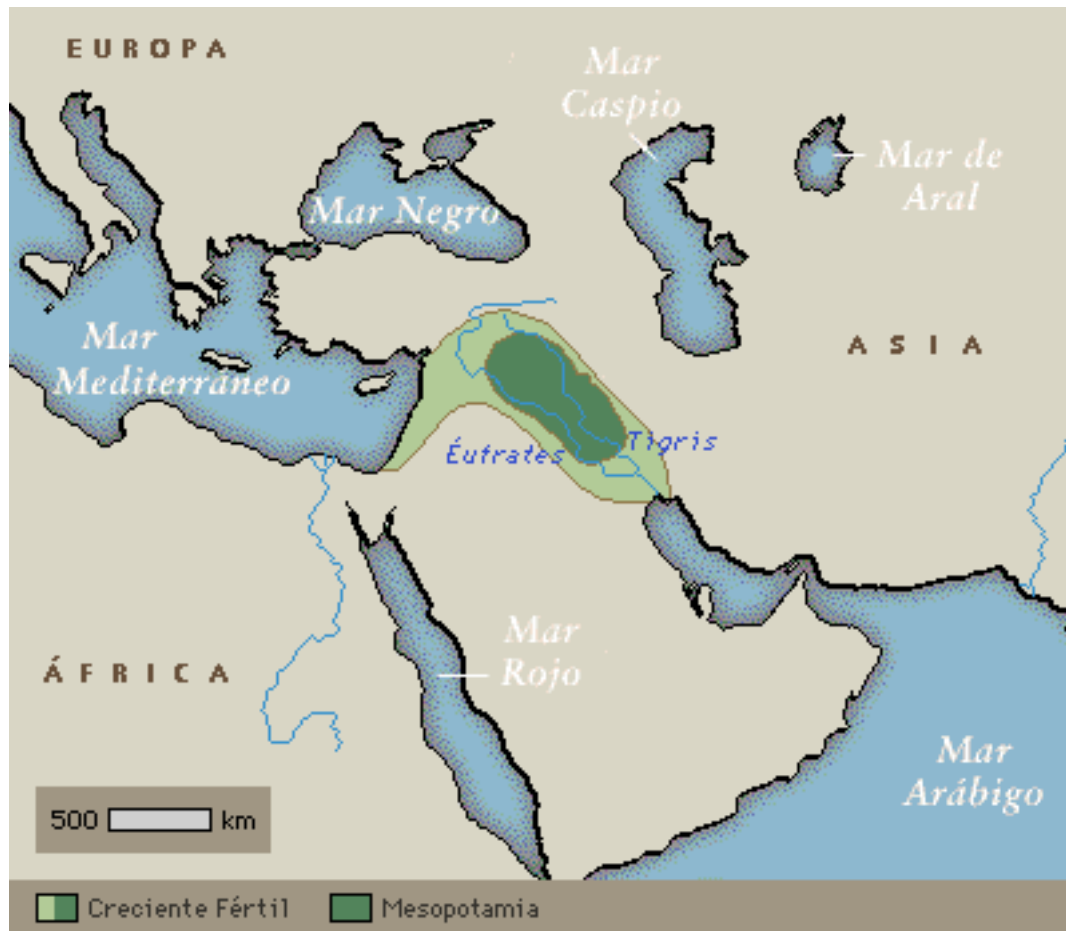 EUROPA
Mar
Caspio
Mar de
Aral
Mar Negro
Mar
Mediterráneo
ASIA
Éufrates
Tigris
Mar
Rojo
ÁFRICA
Mar
Arábigo
500 km
Creciente Fértil
Mesopotamia